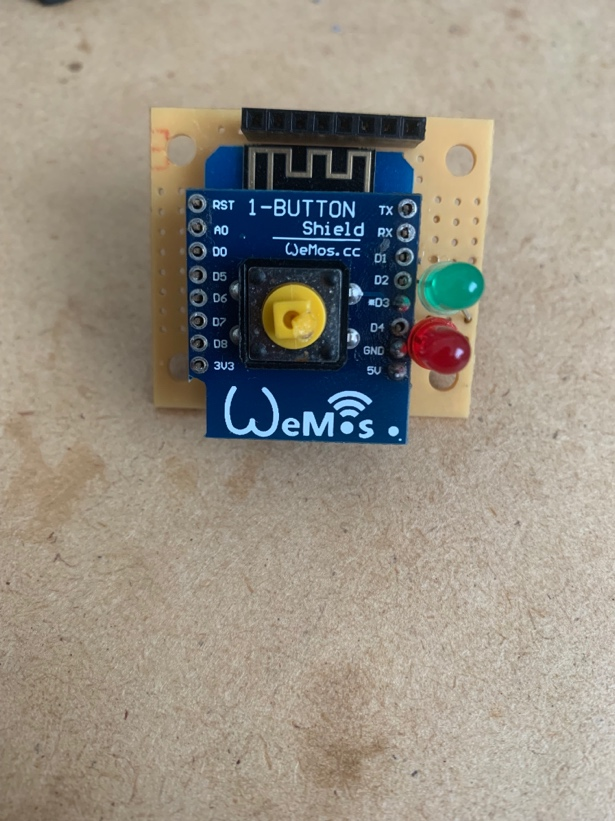 1-BUTTON
Shield
WeMos.cc
RST
A0
D0
D5
D6
D7
D8
3V3
TX
RX
D1
D2
D3
D4
GND
5V
WeMos